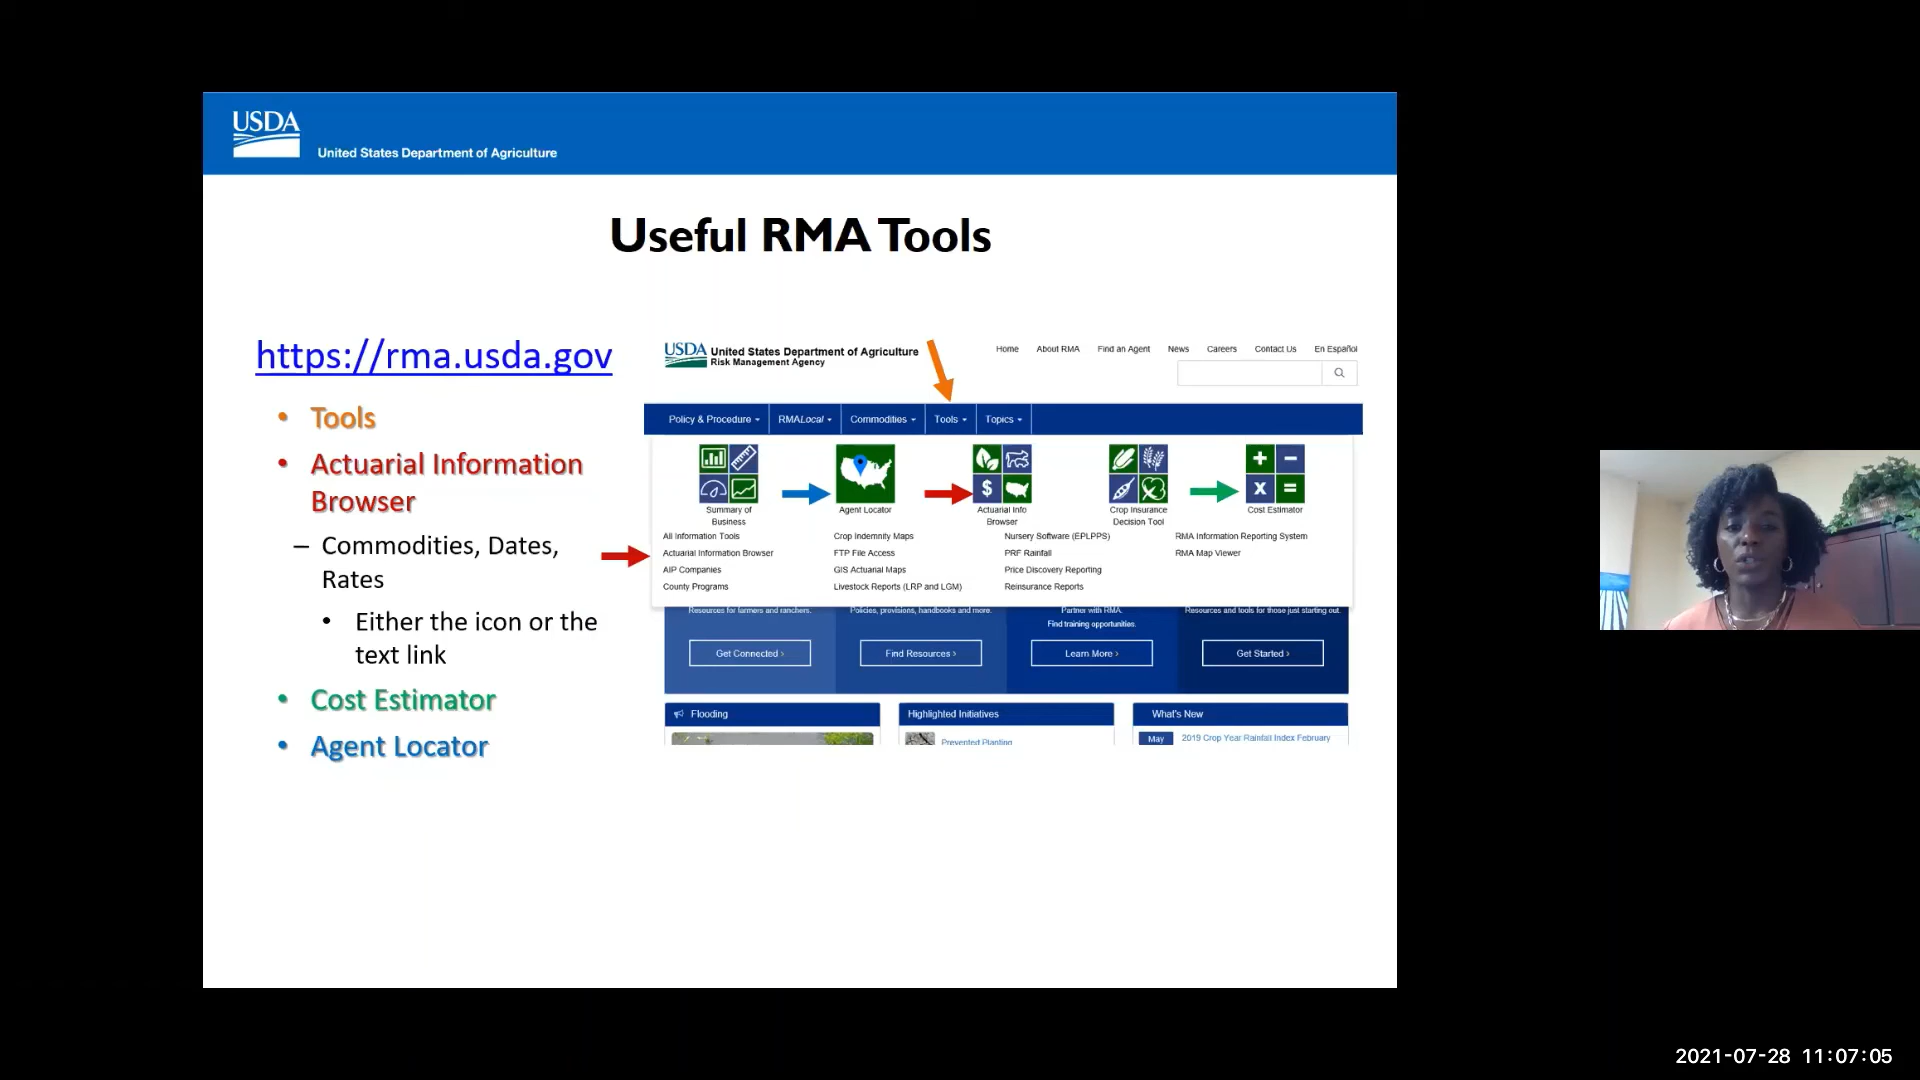 USDA
United States Department of Agriculture
Useful RMA Tools
https://rma.usda.gov
• Tools
• Actuarial Information
Browser
– Commodities, Dates,
Rates
• Either the icon or the
text link
• Cost Estimator
• Agent Locator
USDA United States Department of Agriculture
Risk Management Agency
Home About RMA Find an Agent News Careers Contact Us En Español
Policy & Procedure RMALocal Commodities Tools Topics
Summary of
Business
Agent Locator
Actuarial Info
Browser
Crop Insurance
Decision Tool
Cost Estimator
All Information Tools
Actuarial Information Browser
AIP Companies
County Programs
Crop Indemnity Maps
FTP File Access
GIS Actuarial Maps
Livestock Reports (LRP and LGM)
Nursery Software (EPLPPS)
PRF Rainfall
Price Discovery Reporting
Reinsurance Reports
RMA Information Reporting System
RMA Map Viewer
Resources for farmers and ranchers.
Policies, provisions, handbooks and more.
Partner with RMA.
Find training opportunities.
Resources and tools for those just starting out.
Get Connected ›
Find Resources ›
Learn More ›
Get Started ›
Flooding
Highlighted Initiatives
Prevented Planting
What's New
May
2019 Crop Year Rainfall Index February
2021-07-28 11:07:05